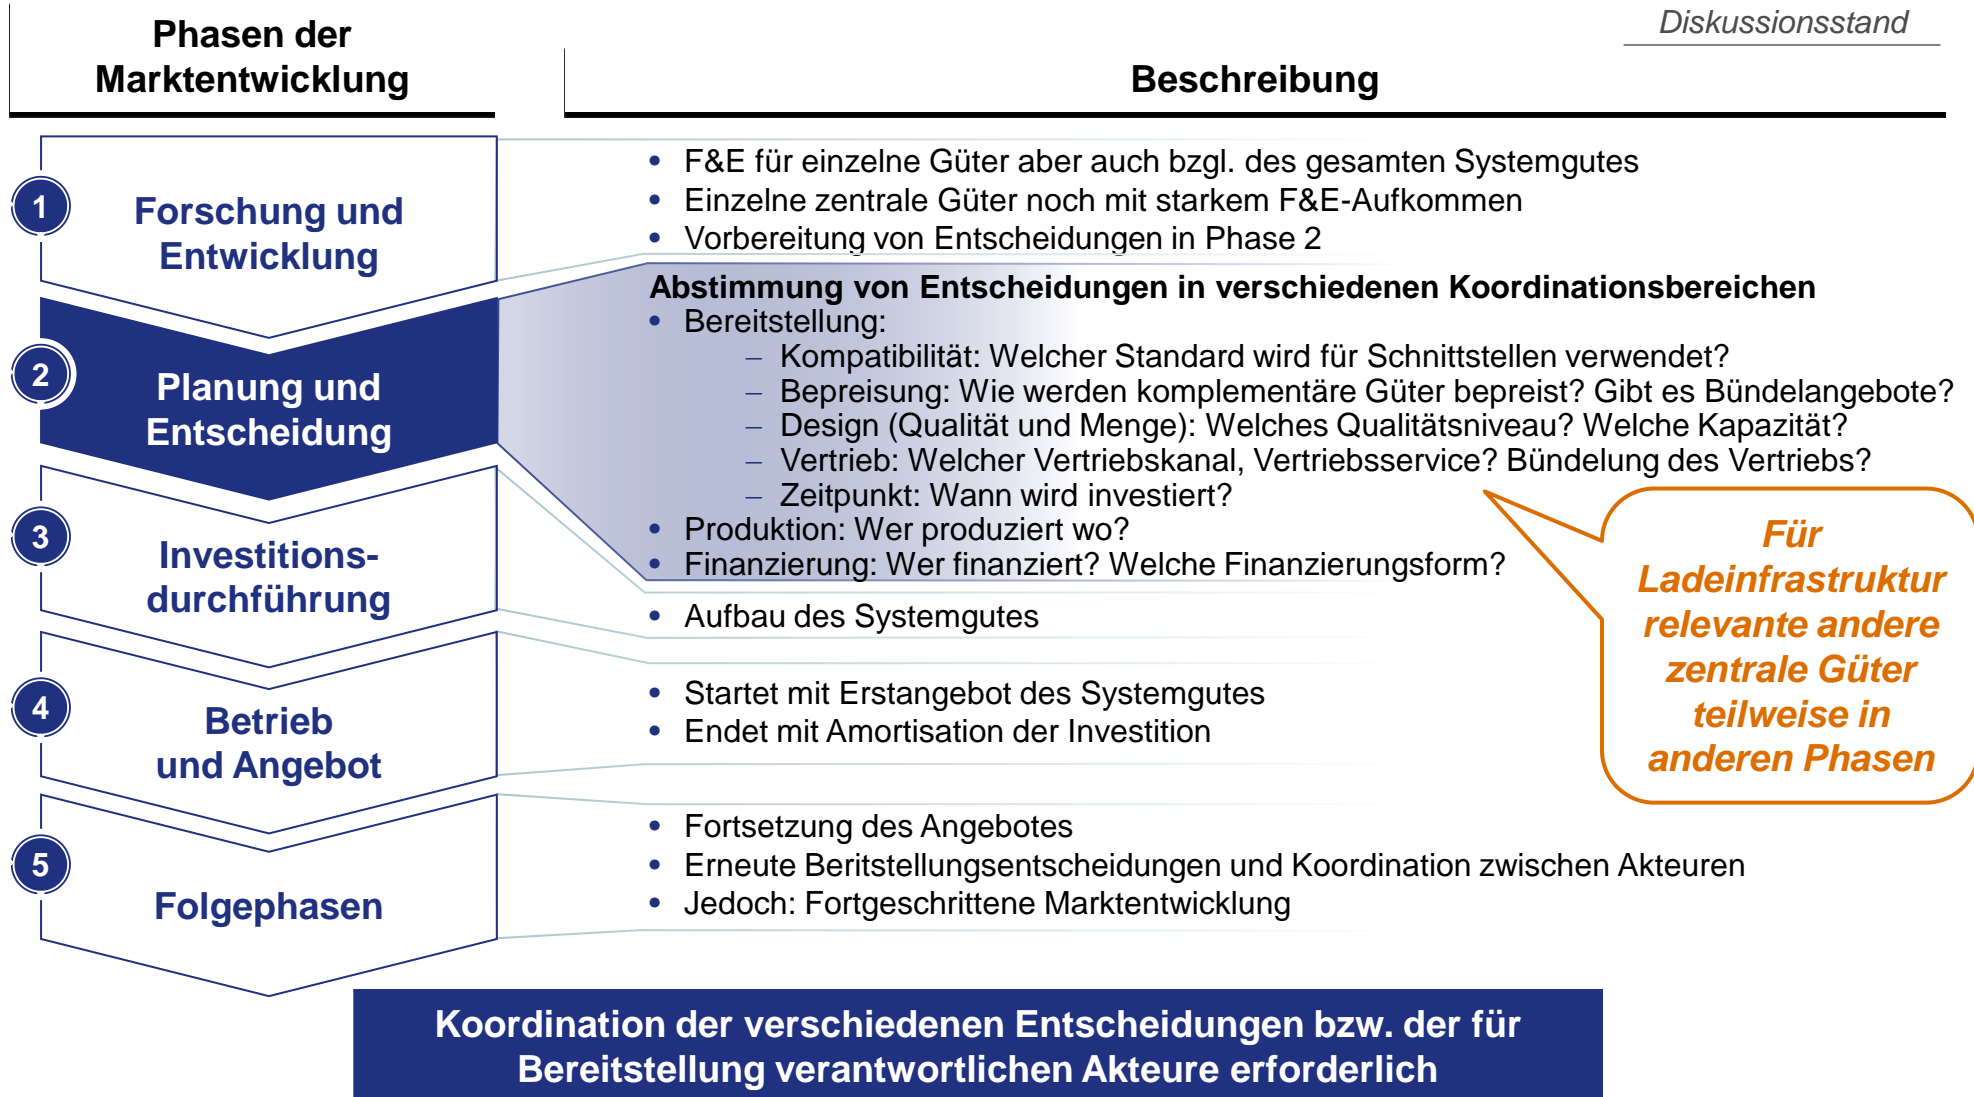 Diskussionsstand
Phasen der
Marktentwicklung
Beschreibung
1
Forschung und
Entwicklung
• F&E für einzelne Güter aber auch bzgl. des gesamten Systemgutes
• Einzelne zentrale Güter noch mit starkem F&E-Aufkommen
• Vorbereitung von Entscheidungen in Phase 2
2
Planung und
Entscheidung
Abstimmung von Entscheidungen in verschiedenen Koordinationsbereichen
• Bereitstellung:
– Kompatibilität: Welcher Standard wird für Schnittstellen verwendet?
– Bepreisung: Wie werden komplementäre Güter bepreist? Gibt es Bündelangebote?
– Design (Qualität und Menge): Welches Qualitätsniveau? Welche Kapazität?
– Vertrieb: Welcher Vertriebskanal, Vertriebsservice? Bündelung des Vertriebs?
– Zeitpunkt: Wann wird investiert?
• Produktion: Wer produziert wo?
• Finanzierung: Wer finanziert? Welche Finanzierungsform?
Für
Ladeinfrastruktur
relevante andere
zentrale Güter
teilweise in
anderen Phasen
3
Investitions-
durchführung
• Aufbau des Systemgutes
4
Betrieb
und Angebot
• Startet mit Erstangebot des Systemgutes
• Endet mit Amortisation der Investition
5
Folgephasen
• Fortsetzung des Angebotes
• Erneute Beritstellungsentscheidungen und Koordination zwischen Akteuren
• Jedoch: Fortgeschrittene Marktentwicklung
Koordination der verschiedenen Entscheidungen bzw. der für
Bereitstellung verantwortlichen Akteure erforderlich